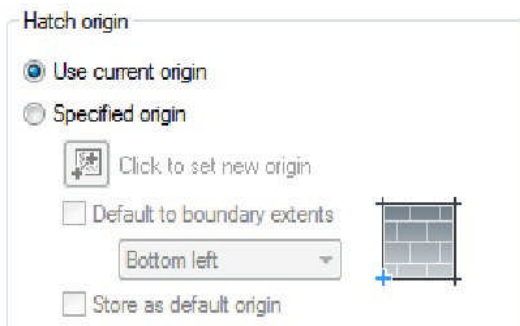 Hatch origin
Use current origin
Specified origin
Click to set new origin
Default to boundary extents
Bottom left
Store as default origin